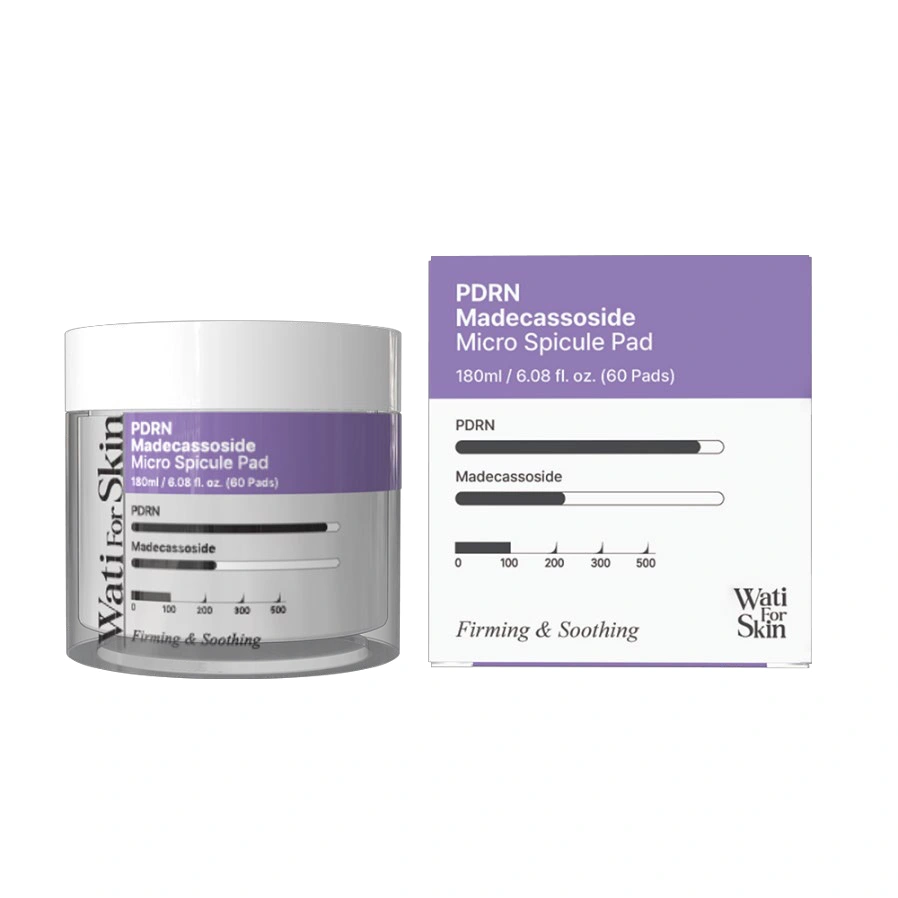 PDRN
Madecassoside
Micro Spicule Pad
180ml / 6.08 fl. oz. (60 Pads)
PDRN
Madecassoside
0 100 200 300 500
Firming & Soothing
Wati For Skin
PDRN
Madecassoside
Micro Spicule Pad
180ml / 6.08 fl. oz. (60 Pads)
PDRN
Madecassoside
0 100 200 300 500
Firming & Soothing
Wati
For
Skin